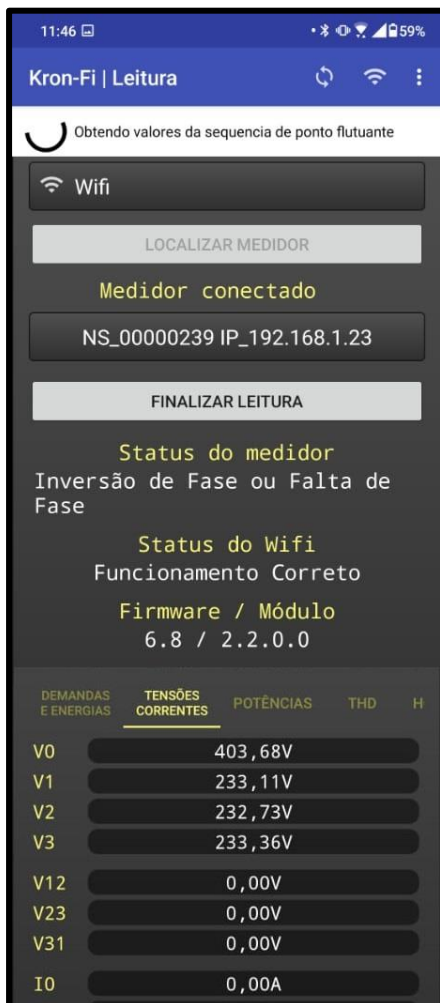 11:46
59%
Kron-Fi | Leitura
Obtendo valores da sequencia de ponto flutuante
Wifi
LOCALIZAR MEDIDOR
Medidor conectado
NS_00000239 IP_192.168.1.23
FINALIZAR LEITURA
Status do medidor
Inversão de Fase ou Falta de
Fase
Status do Wifi
Funcionamento Correto
Firmware / Módulo
6.8 / 2.2.0.0
DEMANDAS
E ENERGIAS
TENSÕES
CORRENTES
POTÊNCIAS
THD
H
V0 403,68V
V1 233,11V
V2 232,73V
V3 233,36V
V12 0,00V
V23 0,00V
V31 0,00V
I0 0,00A